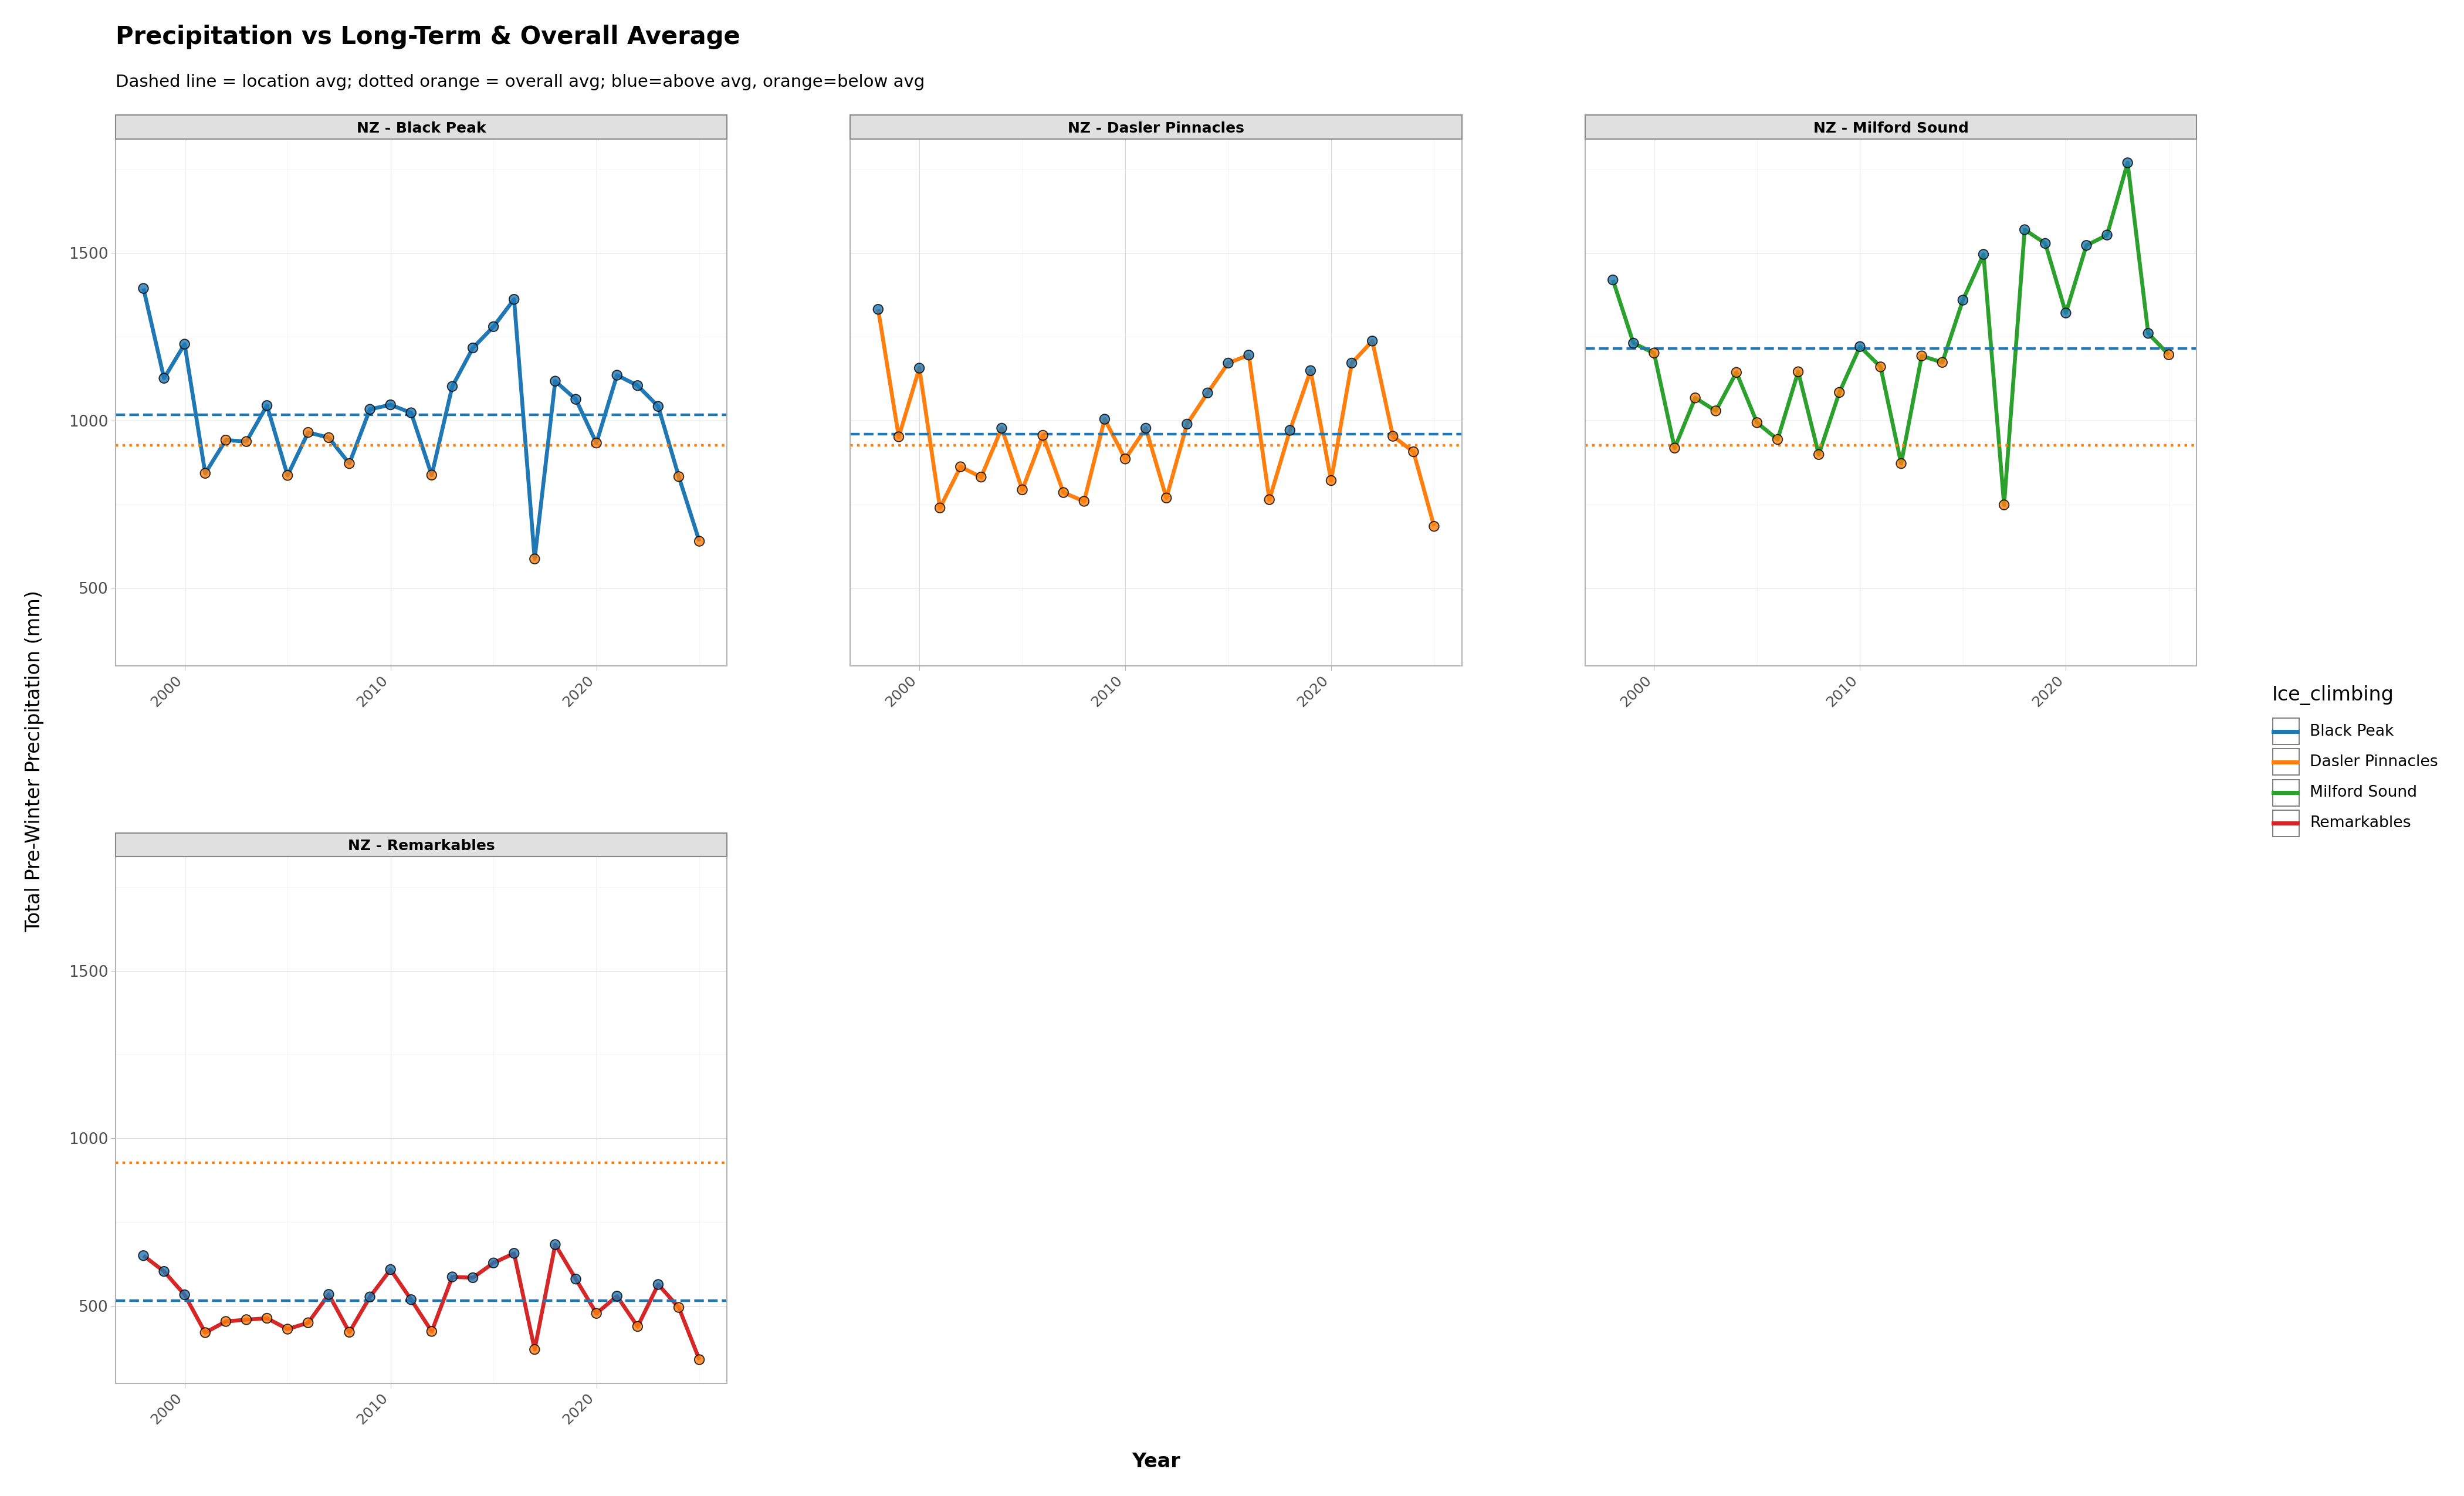 Precipitation vs Long-Term & Overall Average
Dashed line = location avg; dotted orange = overall avg; blue=above avg, orange=below avg
NZ - Black Peak
NZ - Dasler Pinnacles
NZ - Milford Sound
1500
1000
500
2000
2010
2020
2000
2010
2020
2000
2010
2020
Total Pre-Winter Precipitation (mm)
Ice_climbing
Black Peak
Dasler Pinnacles
Milford Sound
Remarkables
NZ - Remarkables
1500
1000
500
2000
2010
2020
Year